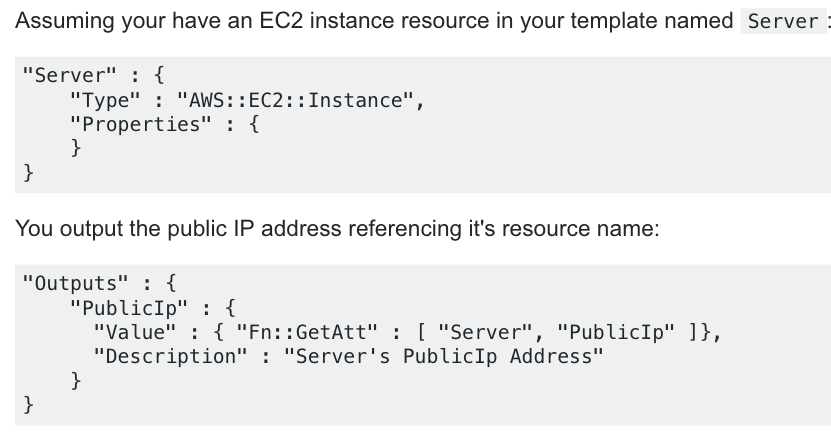 Assuming your have an EC2 instance resource in your template named Server:
"Server" : {
    "Type" : "AWS::EC2::Instance",
    "Properties" : {
    }
}
You output the public IP address referencing it's resource name:
"Outputs" : {
    "PublicIp" : {
      "Value" : { "Fn::GetAtt" : [ "Server", "PublicIp" ]},
      "Description" : "Server's PublicIp Address"
    }
}